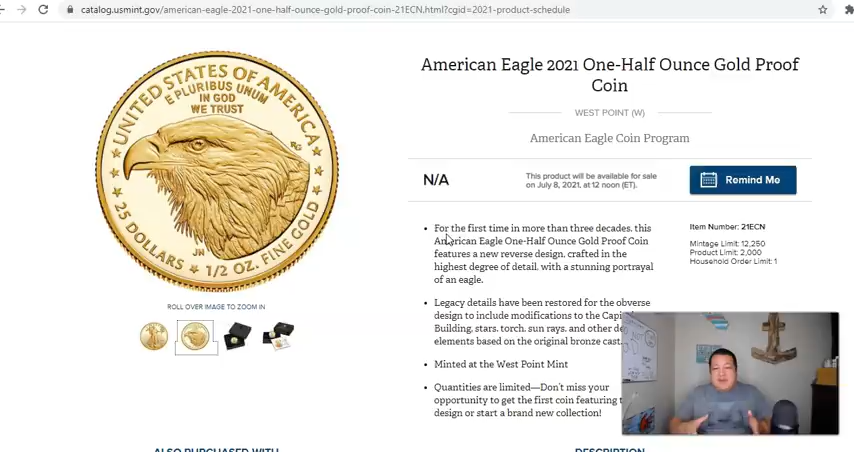 catalog.usmint.gov/american-eagle-2021-one-half-ounce-gold-proof-coin-21ECN.html?cgid=2021-product-schedule
UNITED STATES OF AMERICA
E PLURIBUS UNUM
IN GOD
WE TRUST
RG
JN
25 DOLLARS ★ 1/2 OZ. FINE GOLD
ROLL OVER IMAGE TO ZOOM IN
American Eagle 2021 One-Half Ounce Gold Proof
Coin
WEST POINT (W)
American Eagle Coin Program
N/A
This product will be available for sale
on July 8, 2021, at 12 noon (ET).
Remind Me
• For the first time in more than three decades, this
American Eagle One-Half Ounce Gold Proof Coin
features a new reverse design, crafted in the
highest degree of detail, with a stunning portrayal
of an eagle.
• Legacy details have been restored for the obverse
design to include modifications to the Capi
Building, stars, torch, sun rays, and other de
elements based on the original bronze cast.
• Minted at the West Point Mint
• Quantities are limited—Don't miss your
opportunity to get the first coin featuring t
design or start a brand new collection!
Item Number: 21ECN
Mintage Limit: 12,250
Product Limit: 2,000
Household Order Limit: 1
ALSO PURCHASED WITH
DESCRIPTION